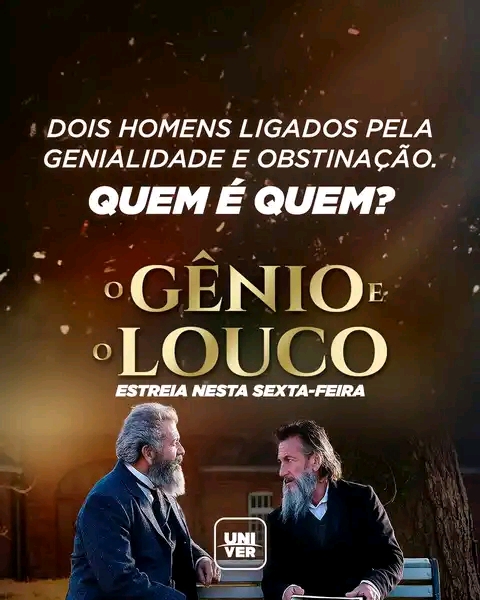 DOIS HOMENS LIGADOS PELA
GENIALIDADE E OBSTINAÇÃO.
QUEM É QUEM?
O GÊNIO E
O LOUCO
ESTREIA NESTA SEXTA-FEIRA
UNI
VER